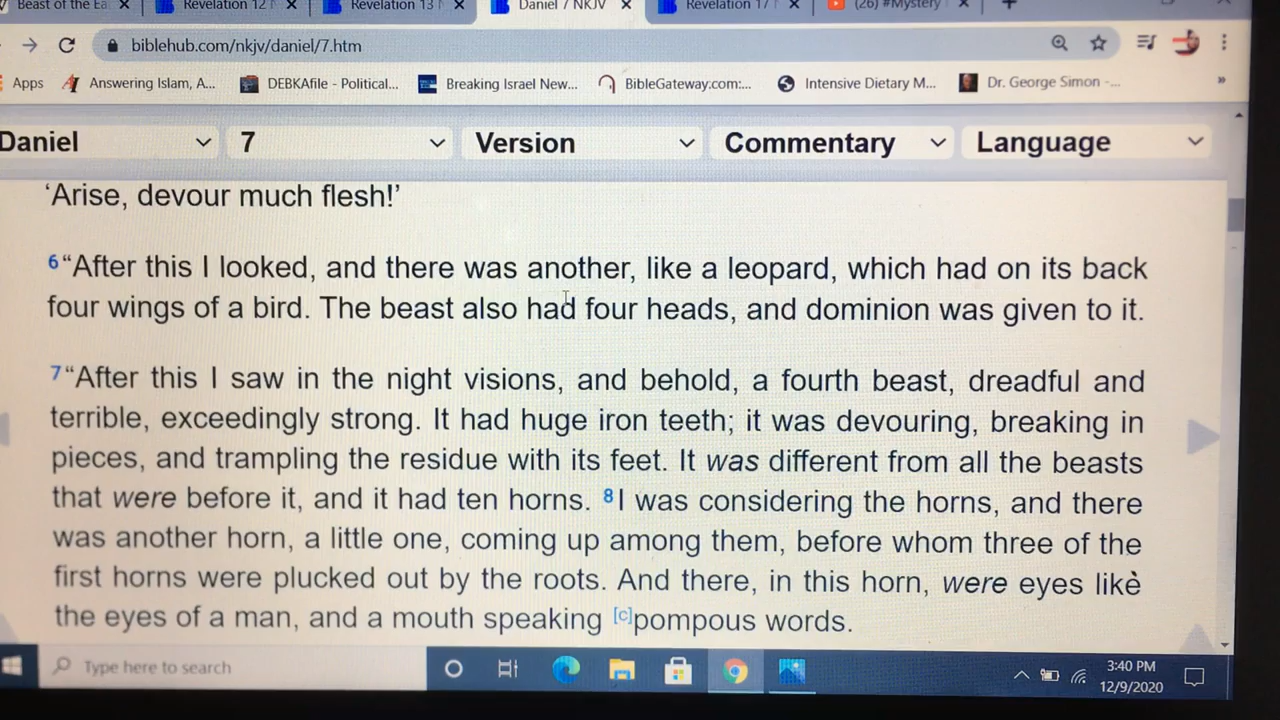 Beast of the Ea
Revelation 12
Revelation 13
Daniel 7 NKJV
Revelation 17
(26) #Mystery
biblehub.com/nkjv/daniel/7.htm
Apps
Answering Islam, A...
DEBKAfile - Political...
Breaking Israel New...
BibleGateway.com:...
Intensive Dietary M...
Dr. George Simon -...
»
Daniel
7
Version
Commentary
Language
‘Arise, devour much flesh!’
6 “After this I looked, and there was another, like a leopard, which had on its back
four wings of a bird. The beast also had four heads, and dominion was given to it.
7 “After this I saw in the night visions, and behold, a fourth beast, dreadful and
terrible, exceedingly strong. It had huge iron teeth; it was devouring, breaking in
pieces, and trampling the residue with its feet. It was different from all the beasts
that were before it, and it had ten horns. 8 I was considering the horns, and there
was another horn, a little one, coming up among them, before whom three of the
first horns were plucked out by the roots. And there, in this horn, were eyes like
the eyes of a man, and a mouth speaking [c]pompous words.
Type here to search
3:40 PM
12/9/2020